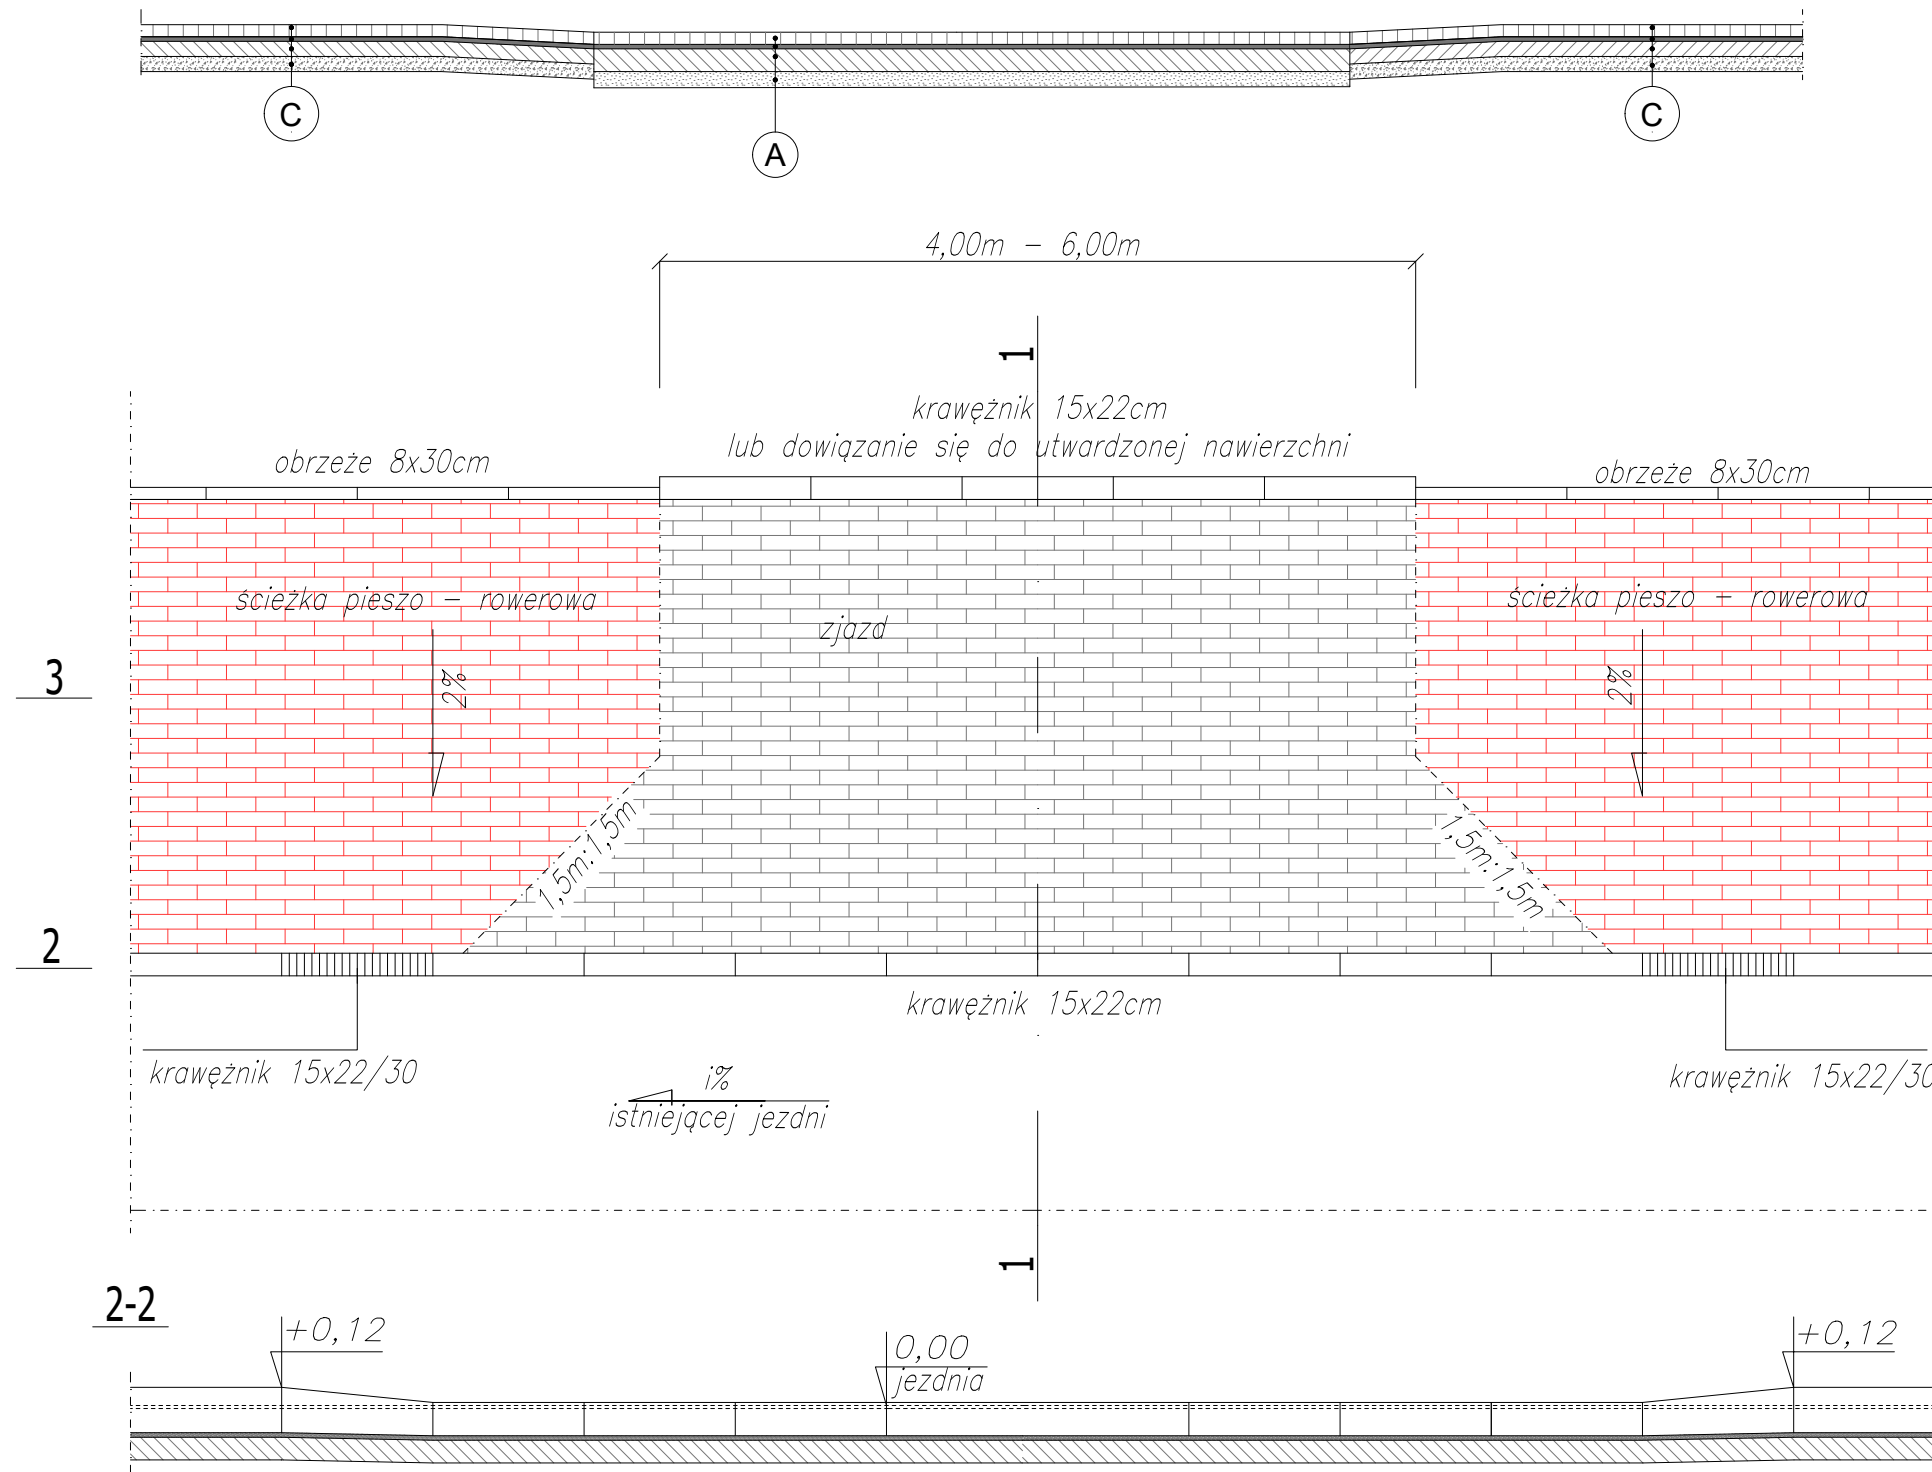 C
A
C
4,00m – 6,00m
1
krawężnik 15x22cm
lub dowiązanie się do utwardzonej nawierzchni
obrzeże 8x30cm
obrzeże 8x30cm
ścieżka pieszo – rowerowa
ścieżka pieszo – rowerowa
zjazd
3
2%
2%
1,5m:1,5m
1,5m:1,5m
2
krawężnik 15x22cm
krawężnik 15x22/30
krawężnik 15x22/30
i%
istniejącej jezdni
1
2-2
+0,12
0,00
jezdnia
+0,12